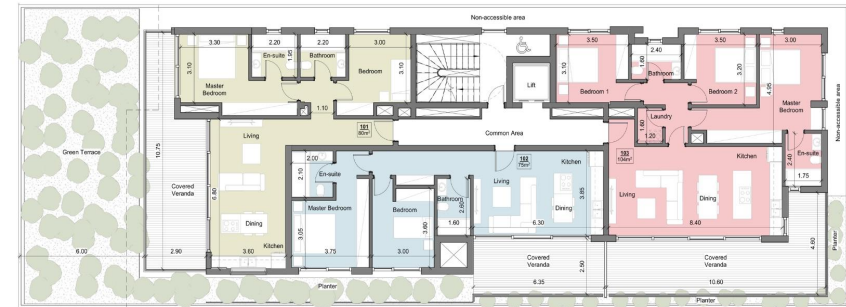 Non-accessible area
3.30
2.20
2.20
3.00
3.50
2.40
3.50
3.00
En-suite
1.95
Bathroom
1.60
Bathroom
3.10
Master
Bedroom
Bedroom
3.10
Lift
3.10
Bedroom 1
Bedroom 2
3.20
4.95
Master
Bedroom
Non-accessible area
1.10
Laundry
1.60
1.20
Living
101
80m²
Common Area
103
104m²
Green Terrace
10.75
2.00
En-suite
2.10
102
75m²
Kitchen
Kitchen
En-suite
2.40
1.75
Covered
Veranda
6.80
Master Bedroom
Bedroom
Bathroom
Living
3.85
Living
Dining
Dining
Dining
3.05
3.60
2.60
1.60
6.30
6.40
Kitchen
6.00
2.90
3.60
3.75
3.00
Covered
Veranda
2.50
Covered
Veranda
4.60
Planter
Planter
6.35
10.60